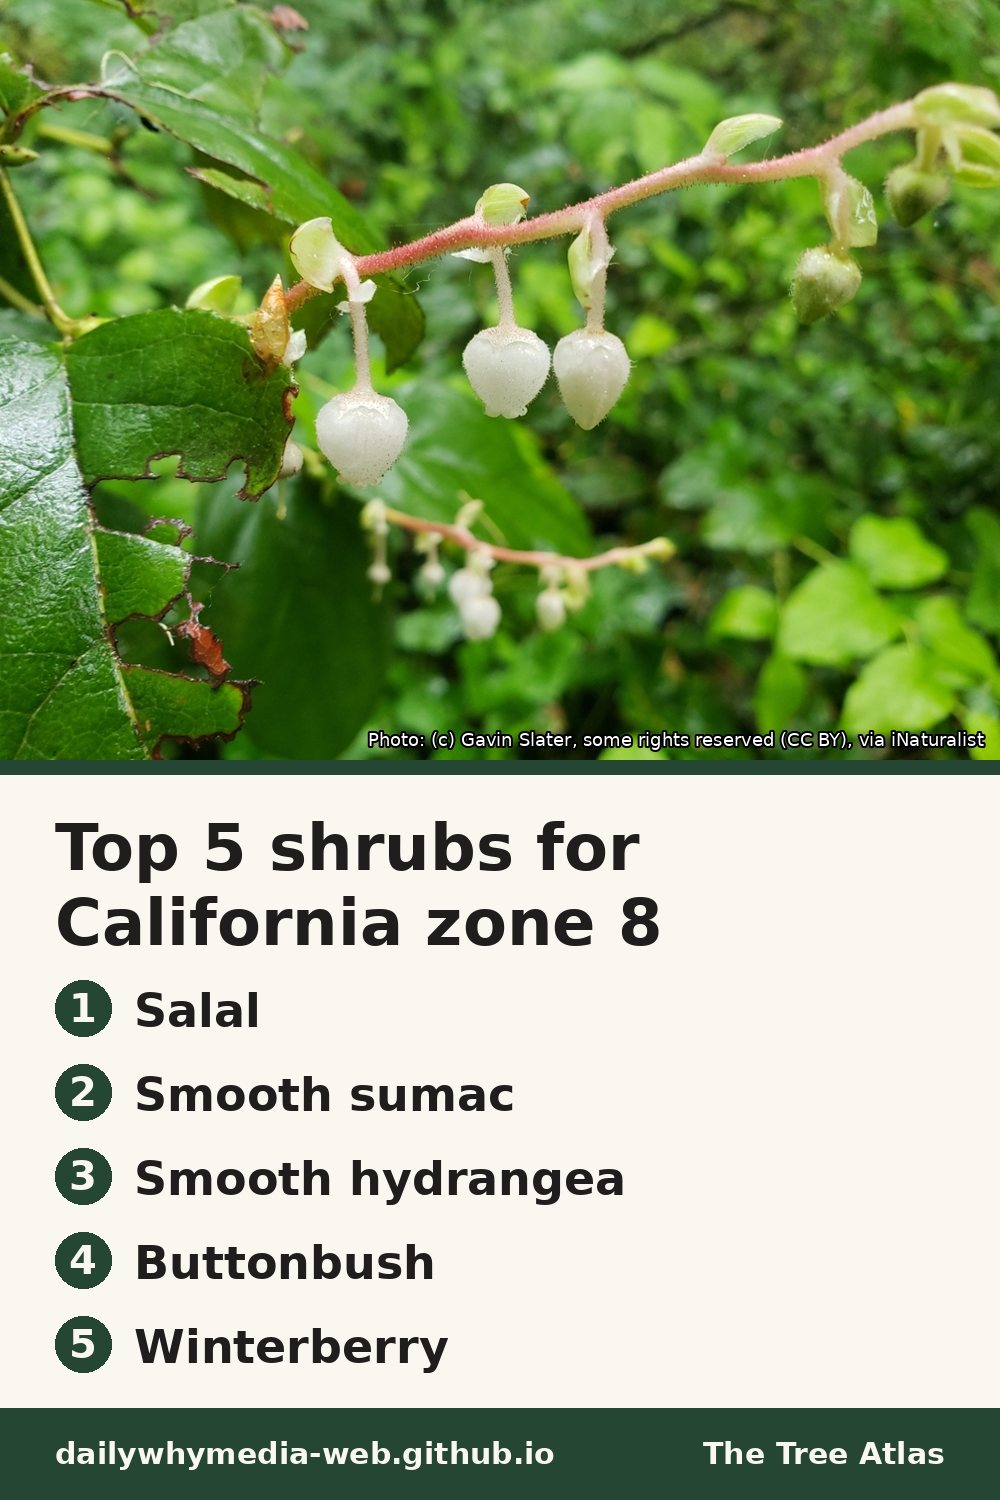 Photo: (c) Gavin Slater, some rights reserved (CC BY), via iNaturalist
Top 5 shrubs for
California zone 8
1 Salal
2 Smooth sumac
3 Smooth hydrangea
4 Buttonbush
5 Winterberry
dailywhymedia-web.github.io The Tree Atlas